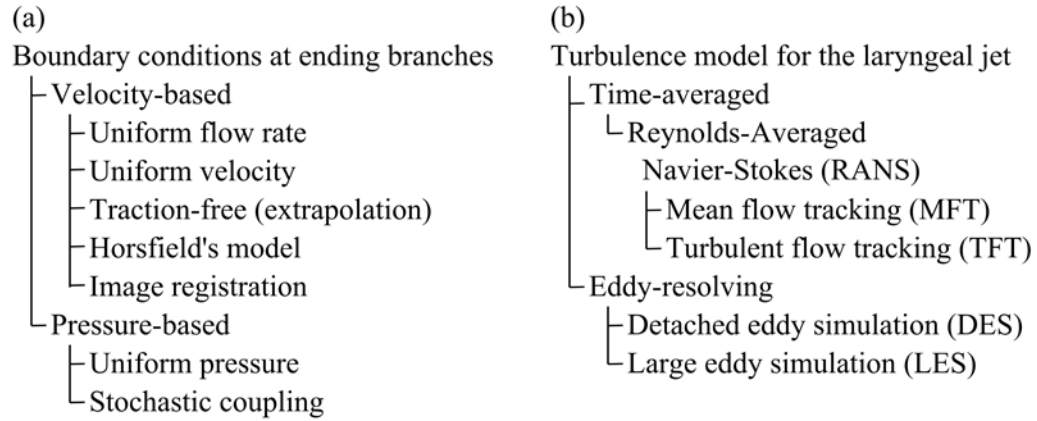 (a)
Boundary conditions at ending branches
Velocity-based
Uniform flow rate
Uniform velocity
Traction-free (extrapolation)
Horsfield's model
Image registration
Pressure-based
Uniform pressure
Stochastic coupling
(b)
Turbulence model for the laryngeal jet
Time-averaged
Reynolds-Averaged
Navier-Stokes (RANS)
Mean flow tracking (MFT)
Turbulent flow tracking (TFT)
Eddy-resolving
Detached eddy simulation (DES)
Large eddy simulation (LES)